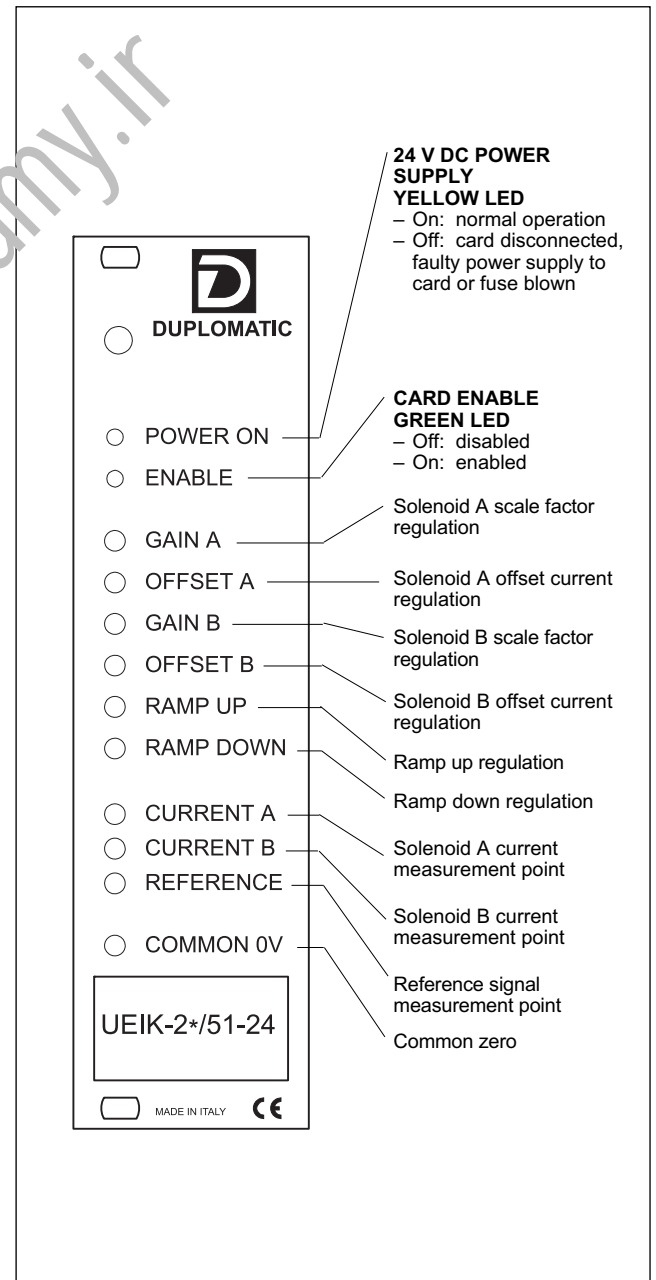 amy.ir
24 V DC POWER
SUPPLY
YELLOW LED
– On: normal operation
– Off: card disconnected,
faulty power supply to
card or fuse blown
DUPLOMATIC
CARD ENABLE
GREEN LED
– Off: disabled
– On: enabled
POWER ON
ENABLE
GAIN A
OFFSET A
GAIN B
OFFSET B
RAMP UP
RAMP DOWN
CURRENT A
CURRENT B
REFERENCE
COMMON 0V
Solenoid A scale factor
regulation
Solenoid A offset current
regulation
Solenoid B scale factor
regulation
Solenoid B offset current
regulation
Ramp up regulation
Ramp down regulation
Solenoid A current
measurement point
Solenoid B current
measurement point
Reference signal
measurement point
Common zero
UEIK-2*/51-24
MADE IN ITALY CE